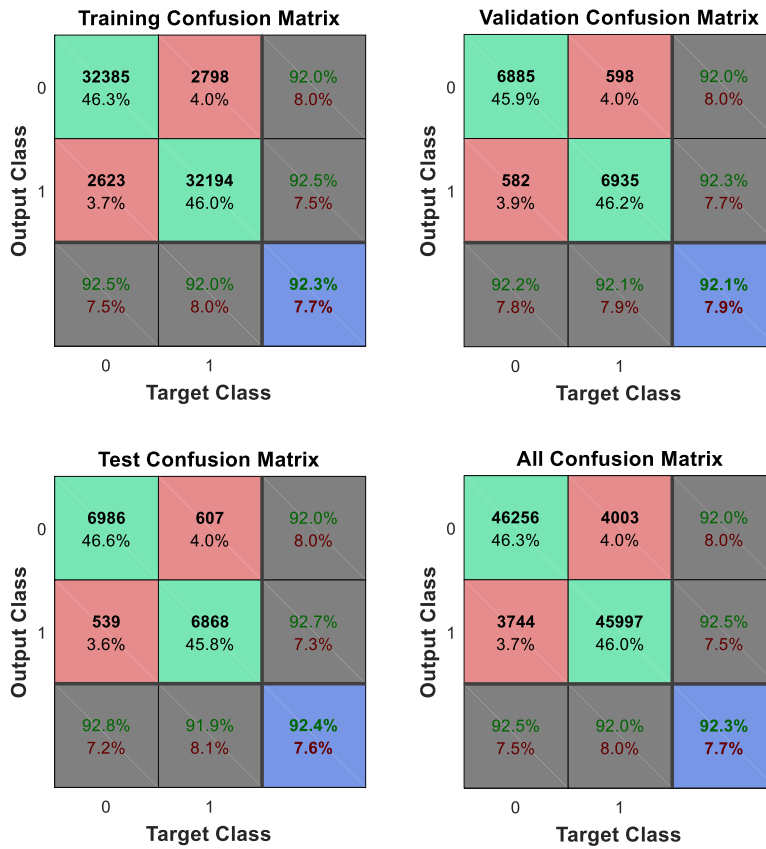 Training Confusion Matrix
32385 2798 92.0%
46.3% 4.0% 8.0%
0
2623 32194 92.5%
3.7% 46.0% 7.5%
1
92.5% 92.0% 92.3%
7.5% 8.0% 7.7%
0 1
Target Class
Output Class
Validation Confusion Matrix
6885 598 92.0%
45.9% 4.0% 8.0%
0
582 6935 92.3%
3.9% 46.2% 7.7%
1
92.2% 92.1% 92.1%
7.8% 7.9% 7.9%
0 1
Target Class
Output Class
Test Confusion Matrix
6986 607 92.0%
46.6% 4.0% 8.0%
0
539 6868 92.7%
3.6% 45.8% 7.3%
1
92.8% 91.9% 92.4%
7.2% 8.1% 7.6%
0 1
Target Class
Output Class
All Confusion Matrix
46256 4003 92.0%
46.3% 4.0% 8.0%
0
3744 45997 92.5%
3.7% 46.0% 7.5%
1
92.5% 92.0% 92.3%
7.5% 8.0% 7.7%
0 1
Target Class
Output Class